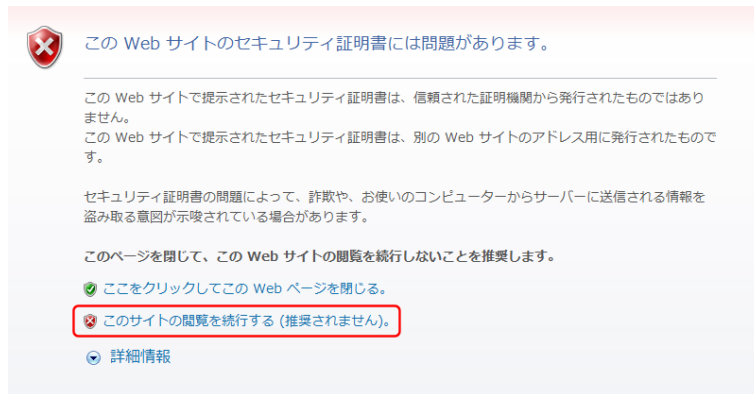 この Web サイトのセキュリティ証明書には問題があります。
この Web サイトで提示されたセキュリティ証明書は、信頼された証明機関から発行されたものではあり
ません。
この Web サイトで提示されたセキュリティ証明書は、別の Web サイトのアドレス用に発行されたもので
す。
セキュリティ証明書の問題によって、詐欺や、お使いのコンピューターからサーバーに送信される情報を
盗み取る意図が示唆されている場合があります。
このページを閉じて、この Web サイトの閲覧を続行しないことを推奨します。
ここをクリックしてこの Web ページを閉じる。
このサイトの閲覧を続行する (推奨されません)。
詳細情報